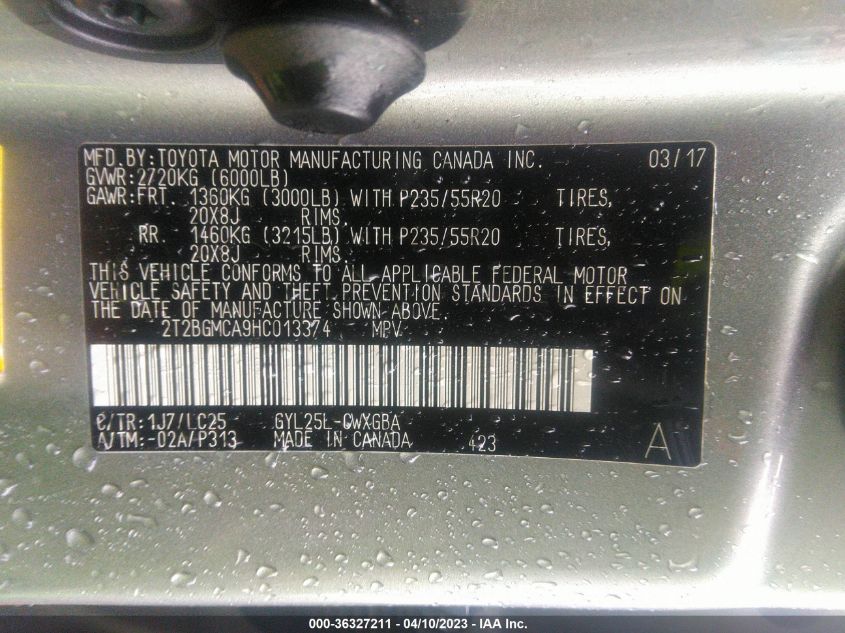 MFD.BY:TOYOTA MOTOR MANUFACTURING CANADA INC. 03/17
GVWR:2720KG (6000LB)
GAWR:FRT. 1360KG (3000LB) WITH P235/55R20 TIRES,
20X8J RIMS.
RR. 1460KG (3215LB) WITH P235/55R20 TIRES,
20X8J RIMS.
THIS VEHICLE CONFORMS TO ALL APPLICABLE FEDERAL MOTOR
VEHICLE SAFETY AND THEFT PREVENTION STANDARDS IN EFFECT ON
THE DATE OF MANUFACTURE SHOWN ABOVE.
2T2BGMCA9HC013374 MPV
C/TR:1J7/LC25 GYL25L-CWXGBA
A/TM:-02A/P313 MADE IN CANADA 423 A
000-36327211 - 04/10/2023 - IAA Inc.